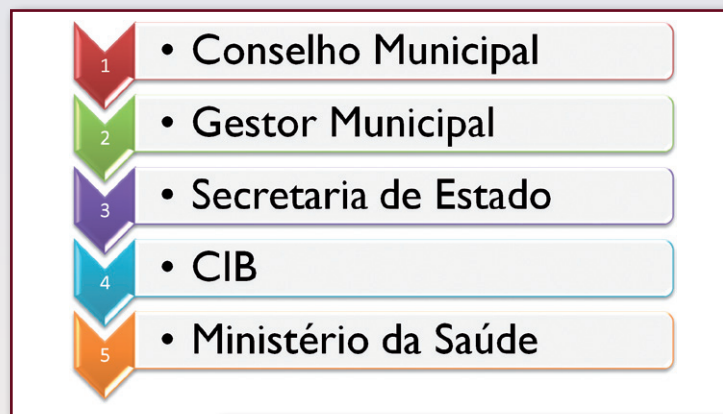 1 • Conselho Municipal
2 • Gestor Municipal
3 • Secretaria de Estado
4 • CIB
5 • Ministério da Saúde